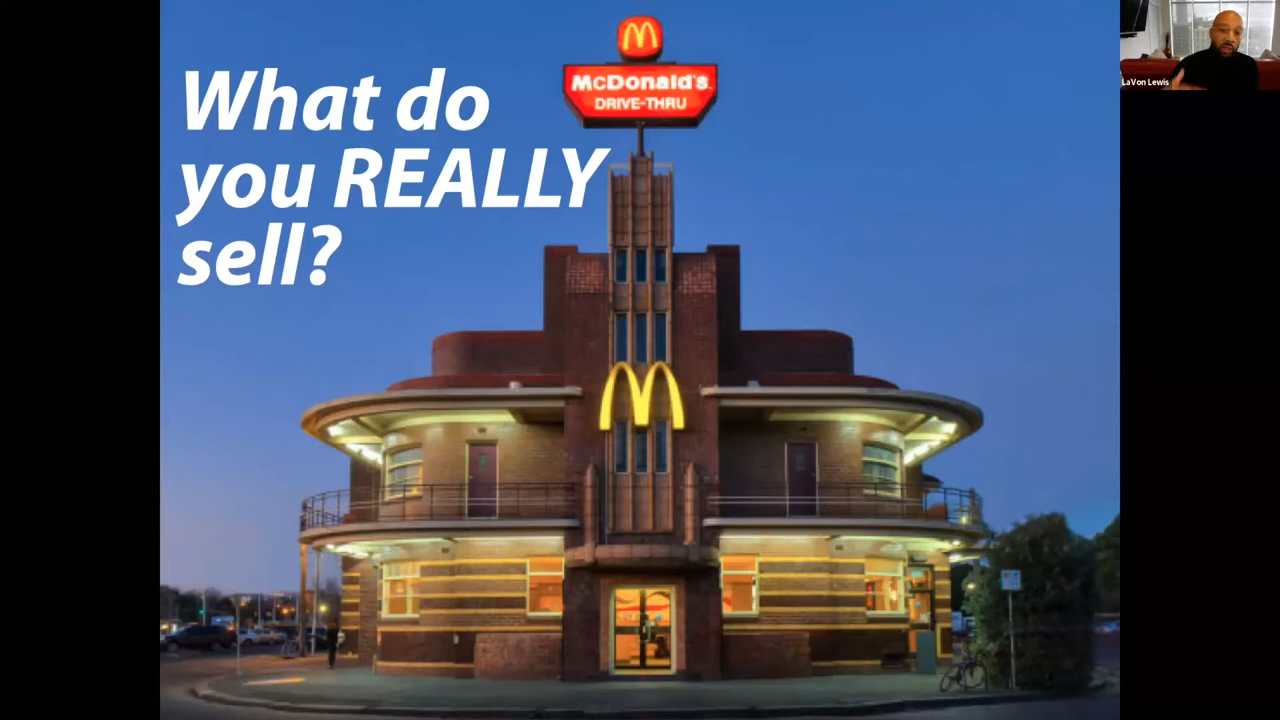 What do
you REALLY
sell?
McDonald's
DRIVE-THRU
LaVon Lewis